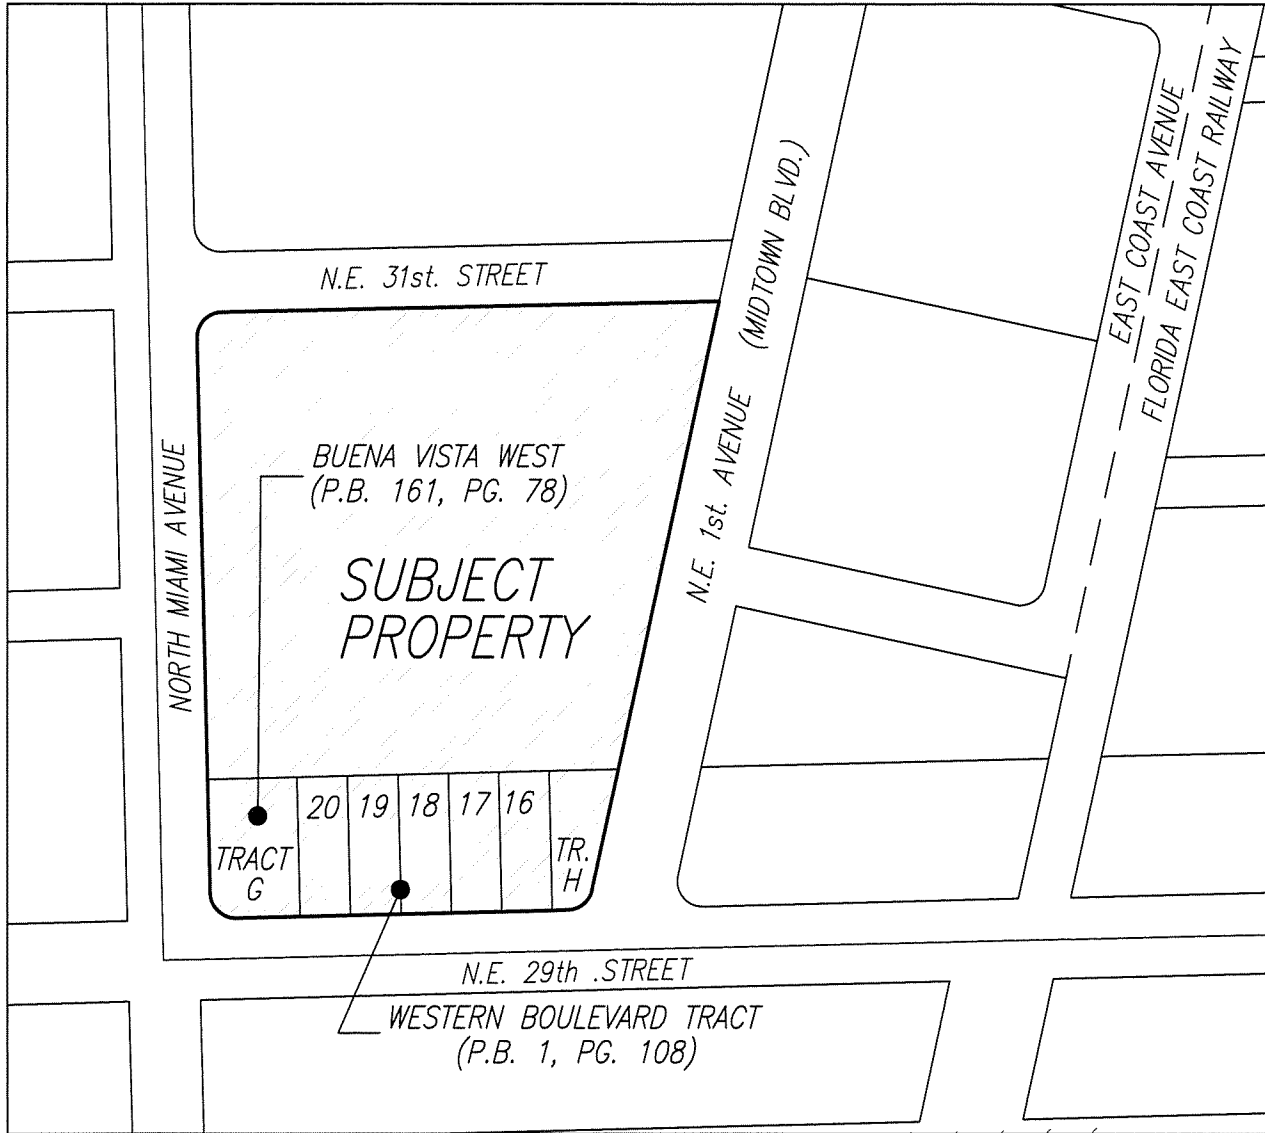 N.E. 31st. STREET
(MIDTOWN BLVD.)
N.E. 1st. AVENUE
EAST COAST AVENUE
FLORIDA EAST COAST RAILWAY
NORTH MIAMI AVENUE
BUENA VISTA WEST
(P.B. 161, PG. 78)
SUBJECT
PROPERTY
20 19 18 17 16
TRACT
G
TR.
H
N.E. 29th .STREET
WESTERN BOULEVARD TRACT
(P.B. 1, PG. 108)